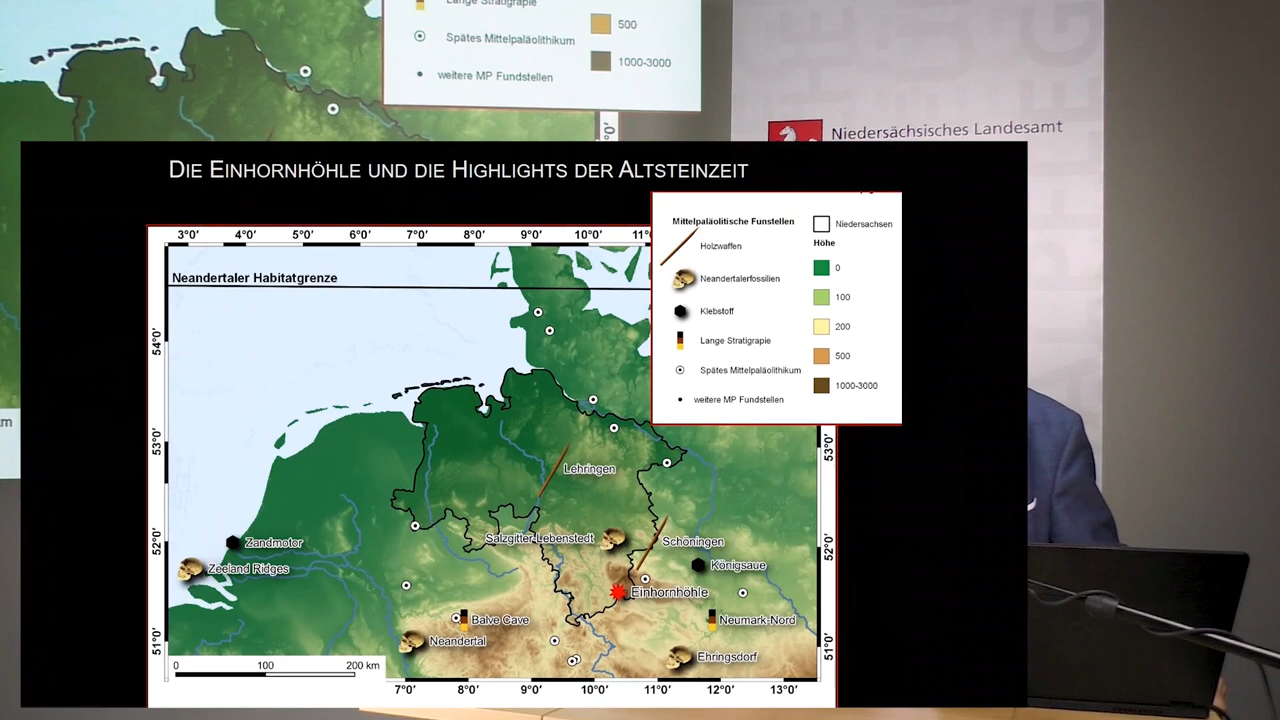 Lange Stratigrapie
Spätes Mittelpaläolithikum
weitere MP Fundstellen
500
1000-3000
Niedersächsisches Landesamt
DIE EINHORNHÖHLE UND DIE HIGHLIGHTS DER ALTSTEINZEIT
Mittelpaläolitische Funstellen
Holzwaffen
Neandertalerfossilien
Klebstoff
Lange Stratigrapie
Spätes Mittelpaläolithikum
weitere MP Fundstellen
Niedersachsen
Höhe
0
100
200
500
1000-3000
3°0' 4°0' 5°0' 6°0' 7°0' 8°0' 9°0' 10°0'
Neandertaler Habitatgrenze
54°0'
53°0'
52°0'
51°0'
53°0'
52°0'
51°0'
Lehringen
Salzgitter-Lebenstedt
Schöningen
Zandmotor
Königsaue
Zeeland Ridges
Einhornhöhle
Balve Cave
Neumark-Nord
Neandertal
Ehringsdorf
0 100 200 km
7°0' 8°0' 9°0' 10°0' 11°0' 12°0' 13°0'